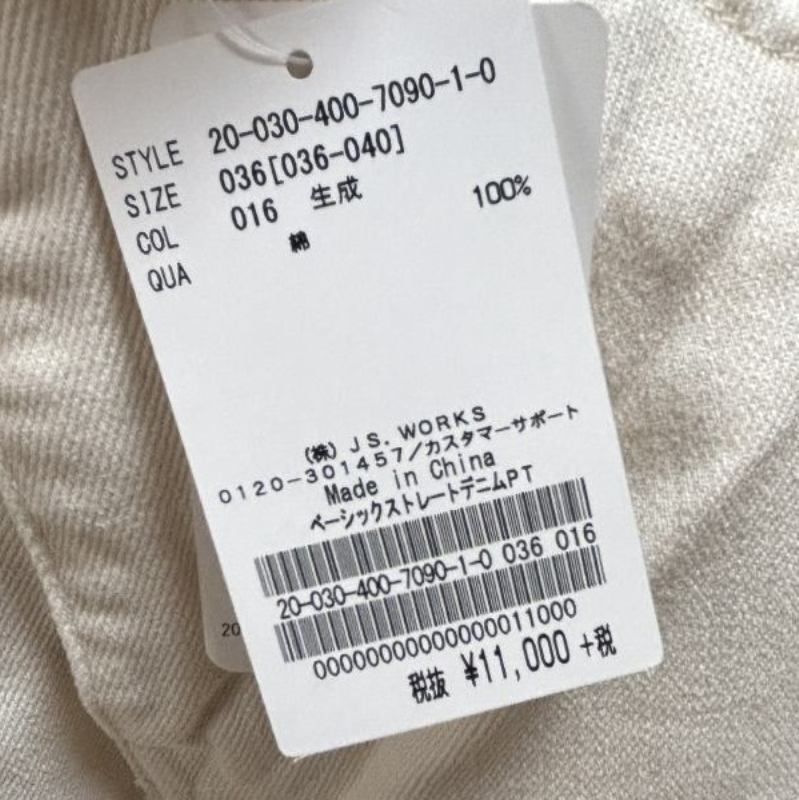 STYLE 20-030-400-7090-1-0
SIZE 036[036-040]
COL 016 生成
QUA 綿 100%
(株) JS. WORKS
0120-301457/カスタマーサポート
Made in China
ベーシックストレートデニムPT
20-030-400-7090-1-0 036 016
0000000000000000011000
税抜 ¥11,000 +税
20